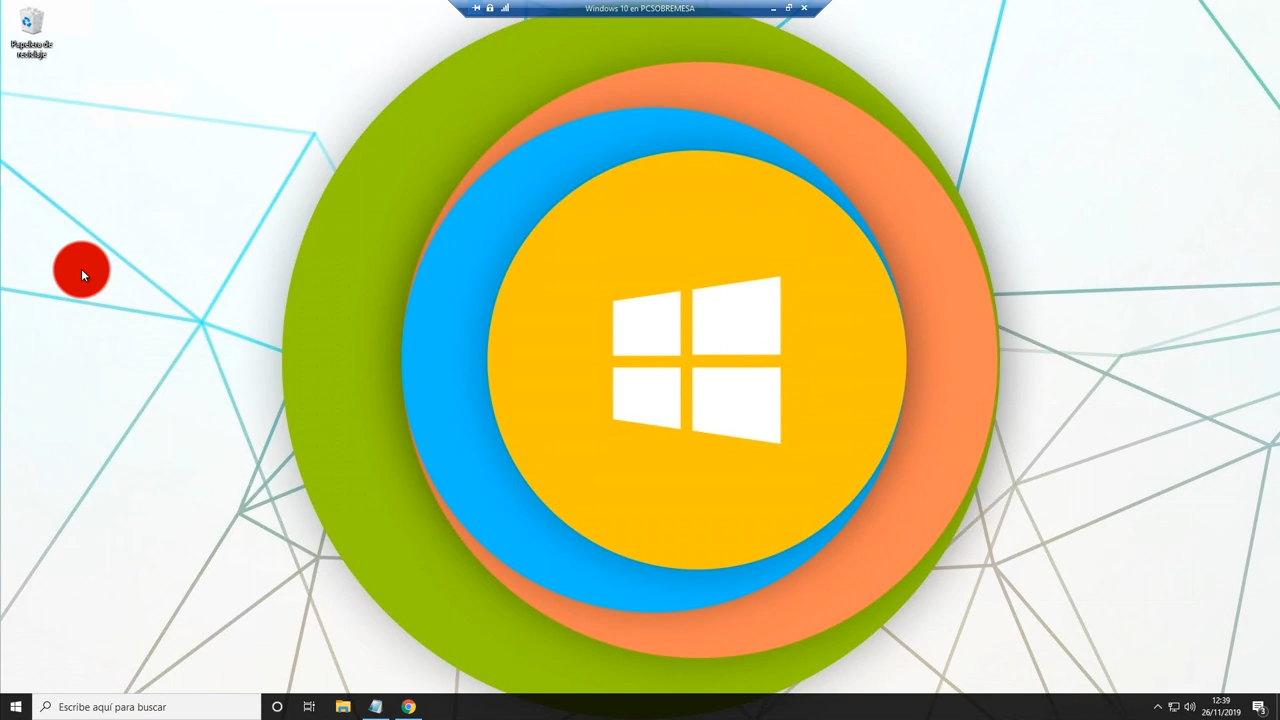 Windows 10 en PCSOBREMESA
Papelera de
reciclaje
Escribe aquí para buscar
12:39
26/11/2019